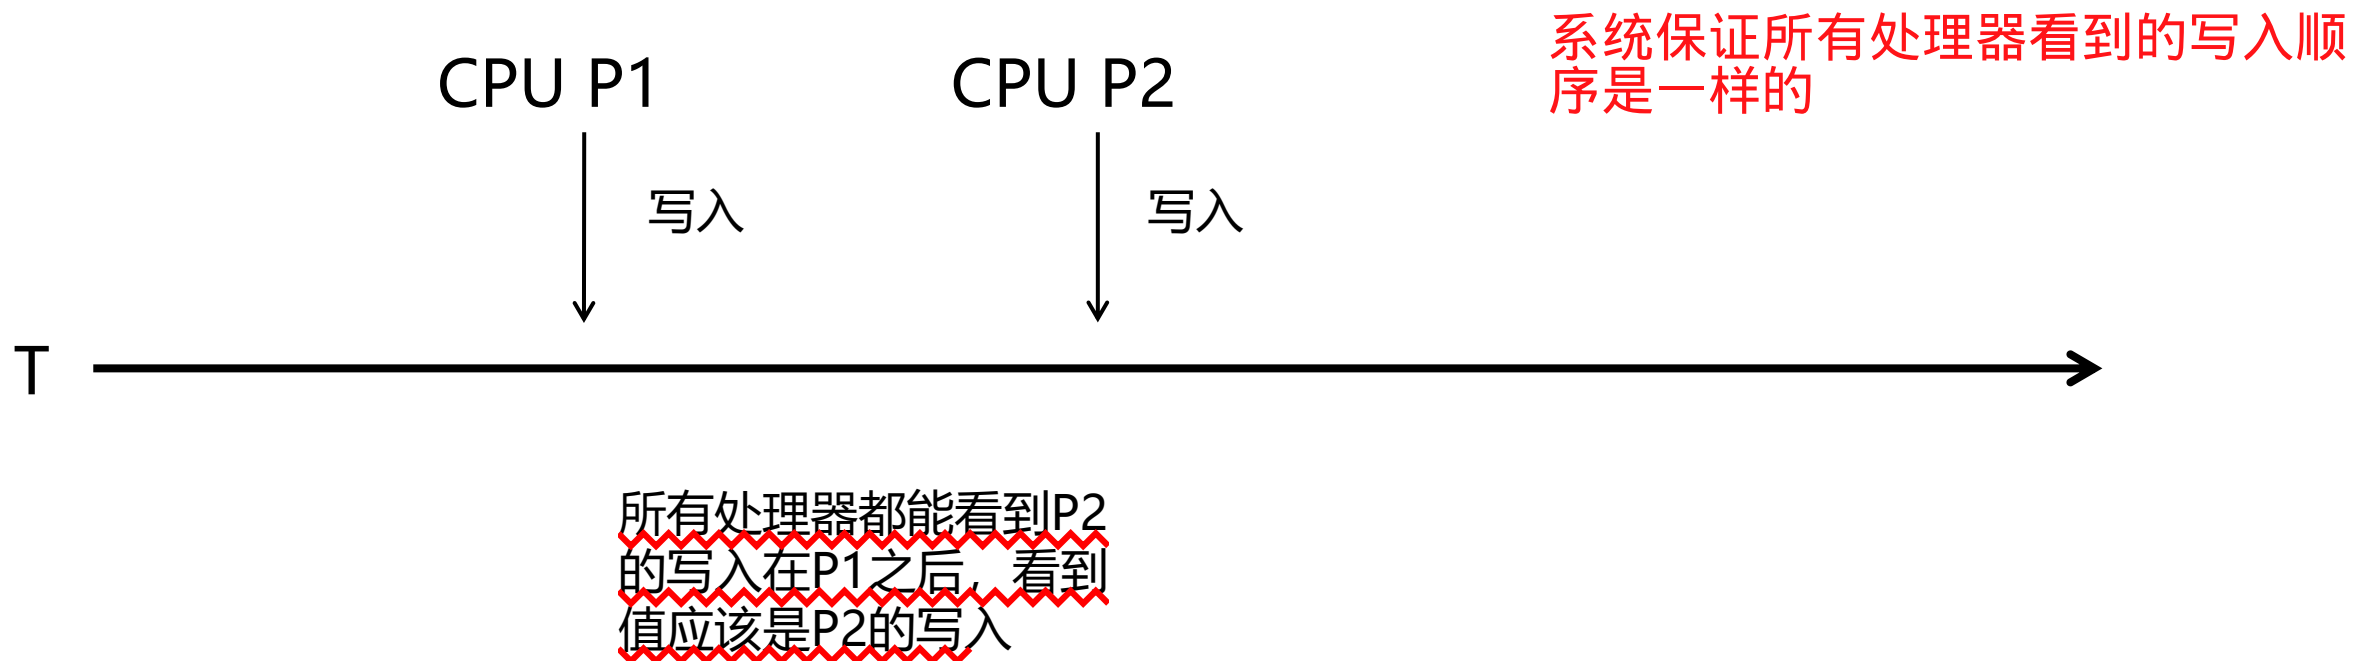 系统保证所有处理器看到的写入顺
序是一样的
CPU P1
CPU P2
写入
写入
T
所有处理器都能看到P2
的写入在P1之后，看到
值应该是P2的写入